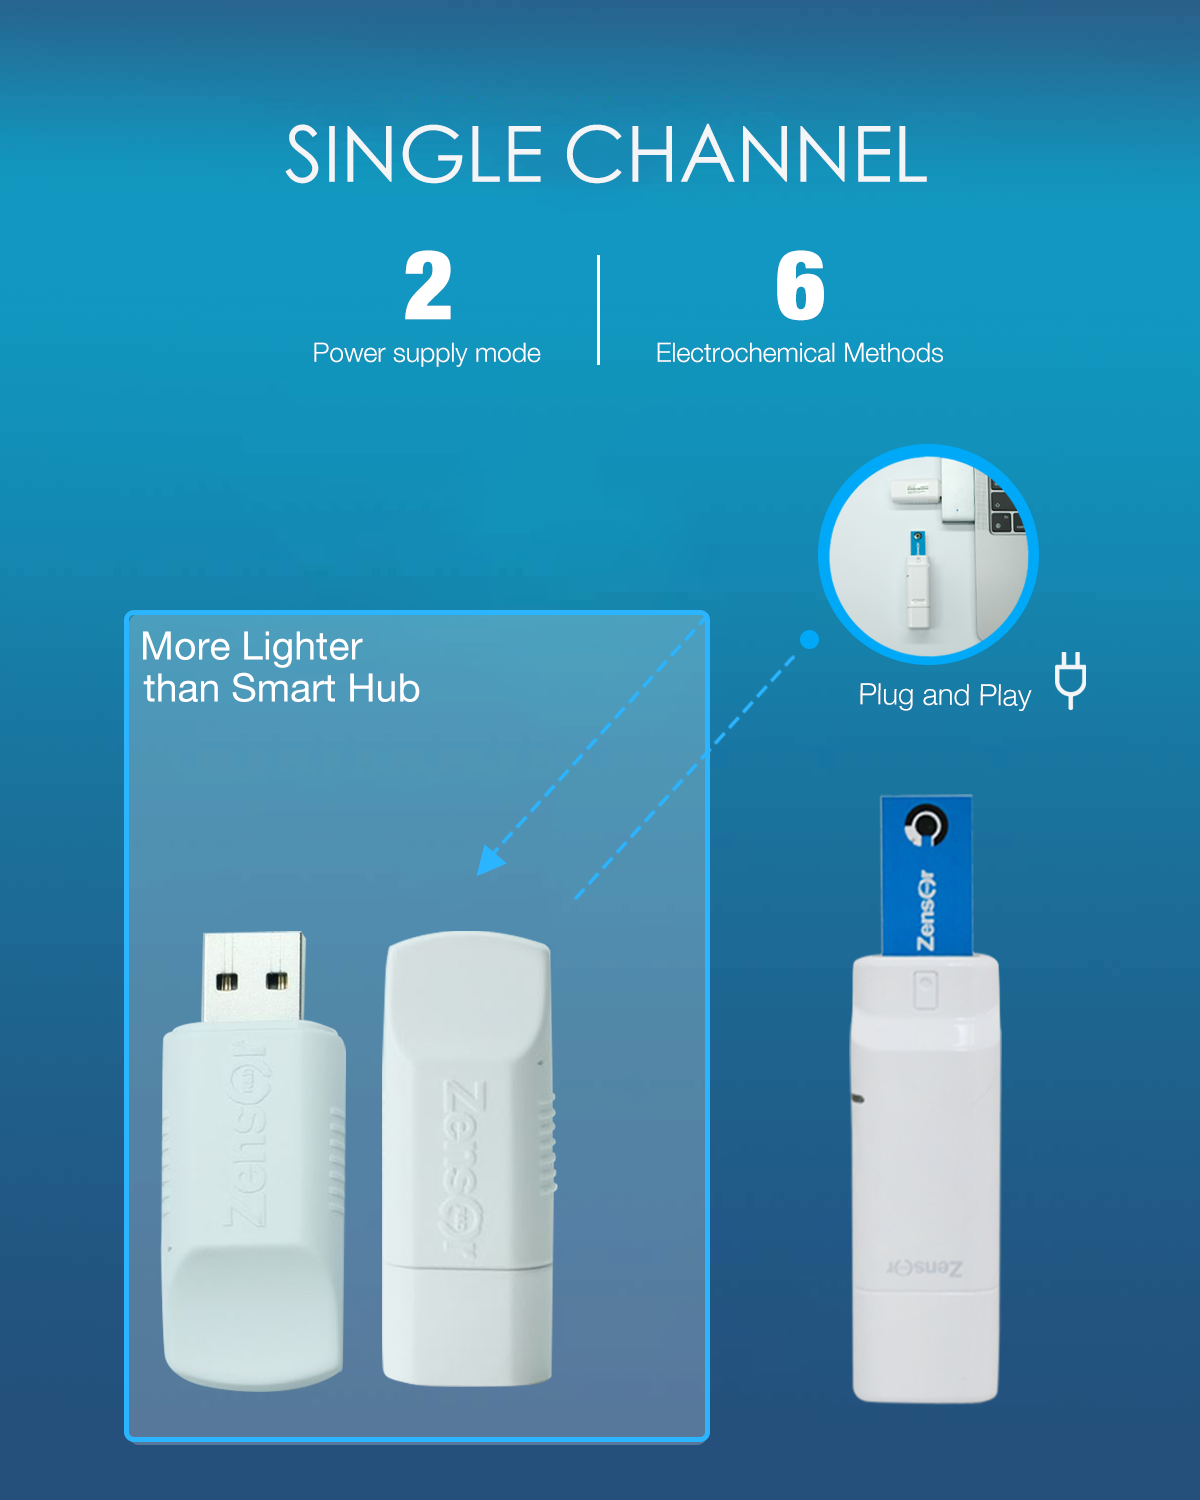 SINGLE CHANNEL
2
Power supply mode
6
Electrochemical Methods
More Lighter
than Smart Hub
Plug and Play
Zensor
Zensor
Zensor
Zensor